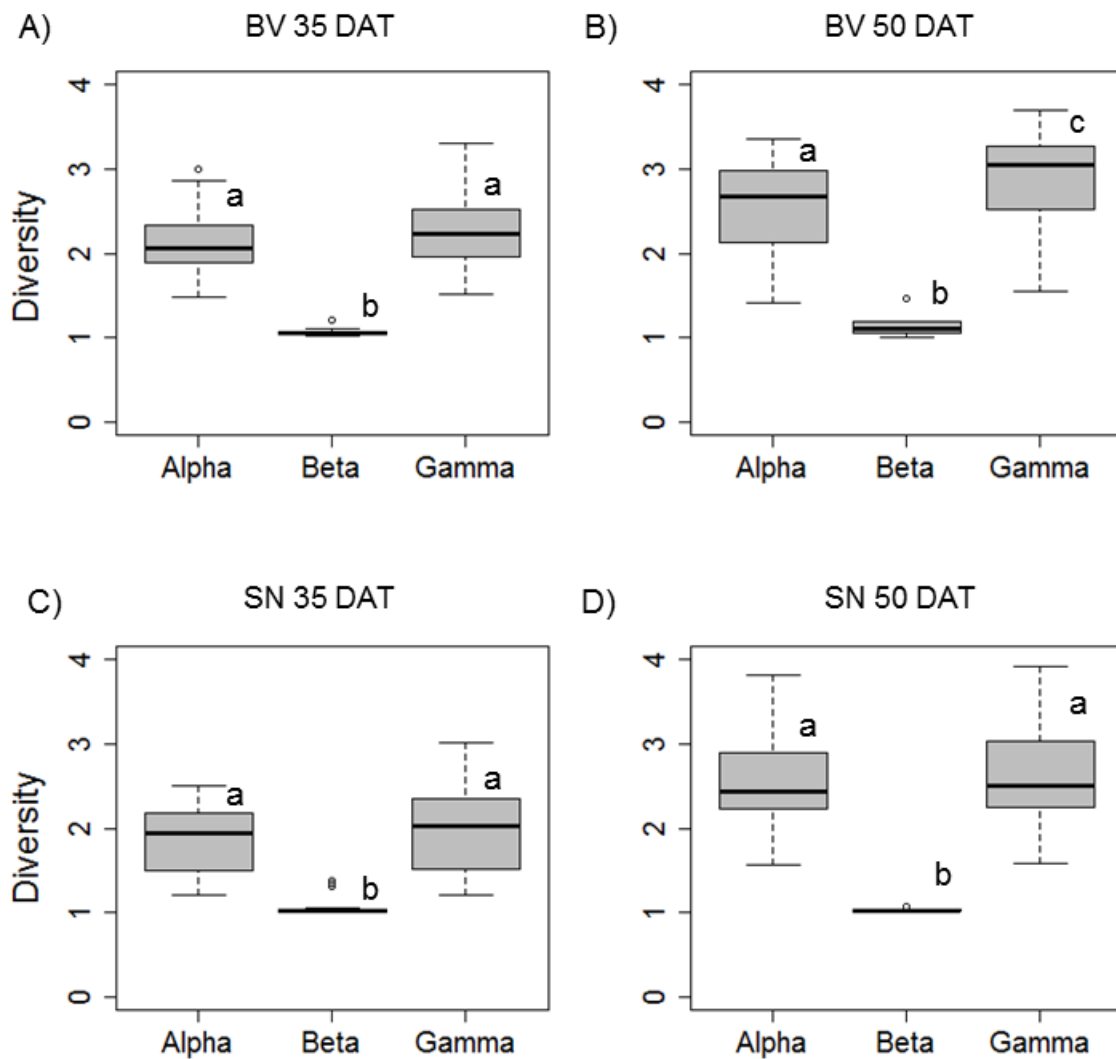 A) BV 35 DAT
B) BV 50 DAT
Diversity
4
3
2
1
0
a
b
a
Alpha Beta Gamma
4
3
2
1
0
a
b
c
Alpha Beta Gamma
C) SN 35 DAT
D) SN 50 DAT
Diversity
4
3
2
1
0
a
b
a
Alpha Beta Gamma
4
3
2
1
0
a
b
a
Alpha Beta Gamma